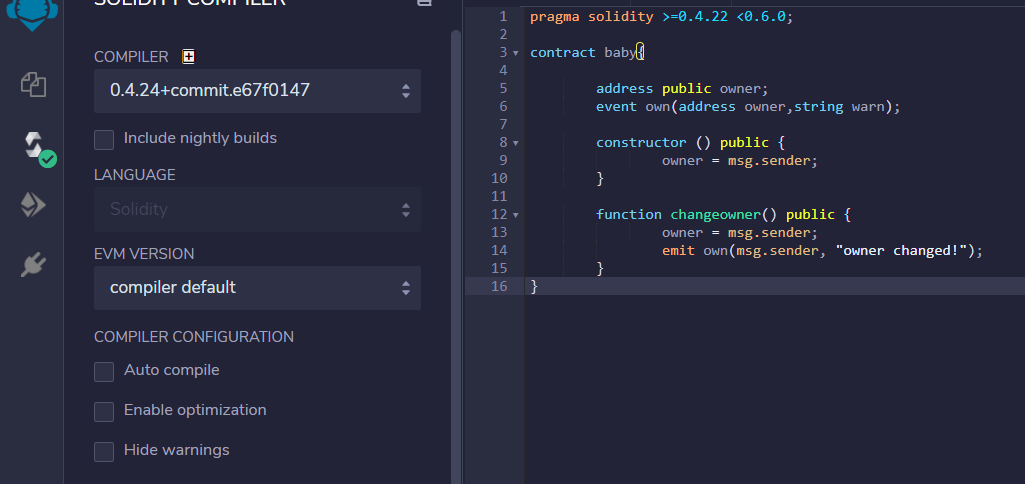 SOLIDITY COMPILER
COMPILER
0.4.24+commit.e67f0147
Include nightly builds
LANGUAGE
Solidity
EVM VERSION
compiler default
COMPILER CONFIGURATION
Auto compile
Enable optimization
Hide warnings
1 pragma solidity >=0.4.22 <0.6.0;
2
3 contract baby{
4
5 address public owner;
6 event own(address owner,string warn);
7
8 constructor () public {
9 owner = msg.sender;
10 }
11
12 function changeowner() public {
13 owner = msg.sender;
14 emit own(msg.sender, "owner changed!");
15 }
16 }